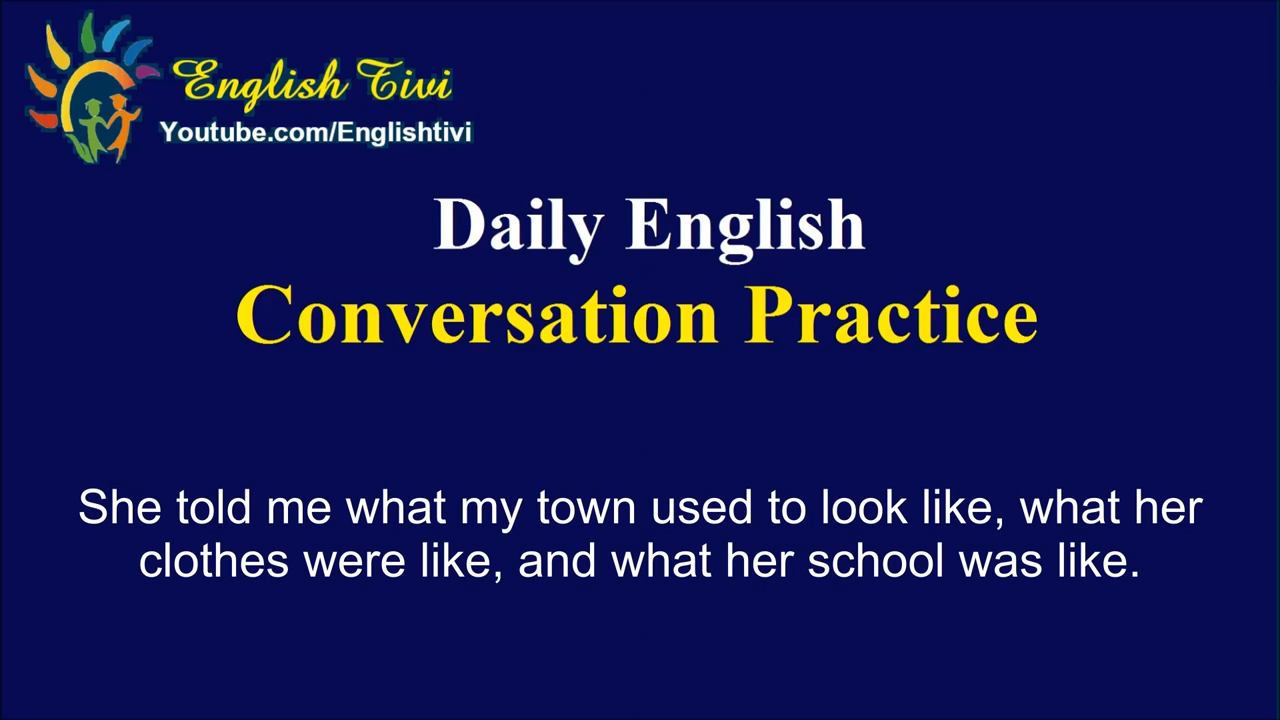 English Tivi
Youtube.com/Englishtivi
Daily English
Conversation Practice
She told me what my town used to look like, what her
clothes were like, and what her school was like.